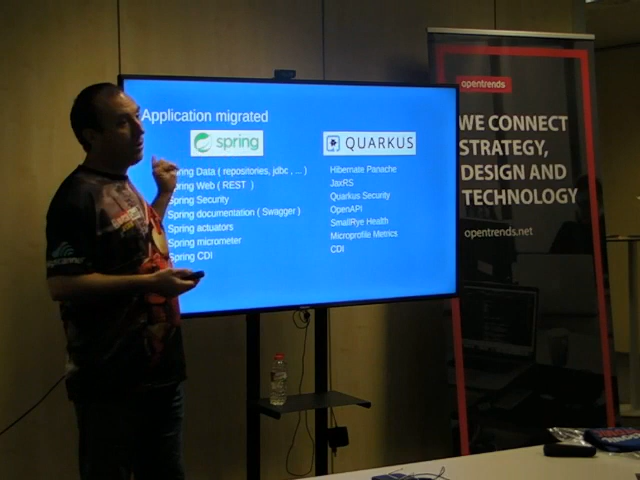 Application migrated
spring
QUARKUS
Spring Data ( repositories, jdbc , ... )
Spring Web ( REST )
Spring Security
Spring documentation ( Swagger )
Spring actuators
Spring micrometer
Spring CDI
Hibernate Panache
JaxRS
Quarkus Security
OpenAPI
SmallRye Health
Microprofile Metrics
CDI
opentrends
WE CONNECT
STRATEGY,
DESIGN AND
TECHNOLOGY
opentrends.net